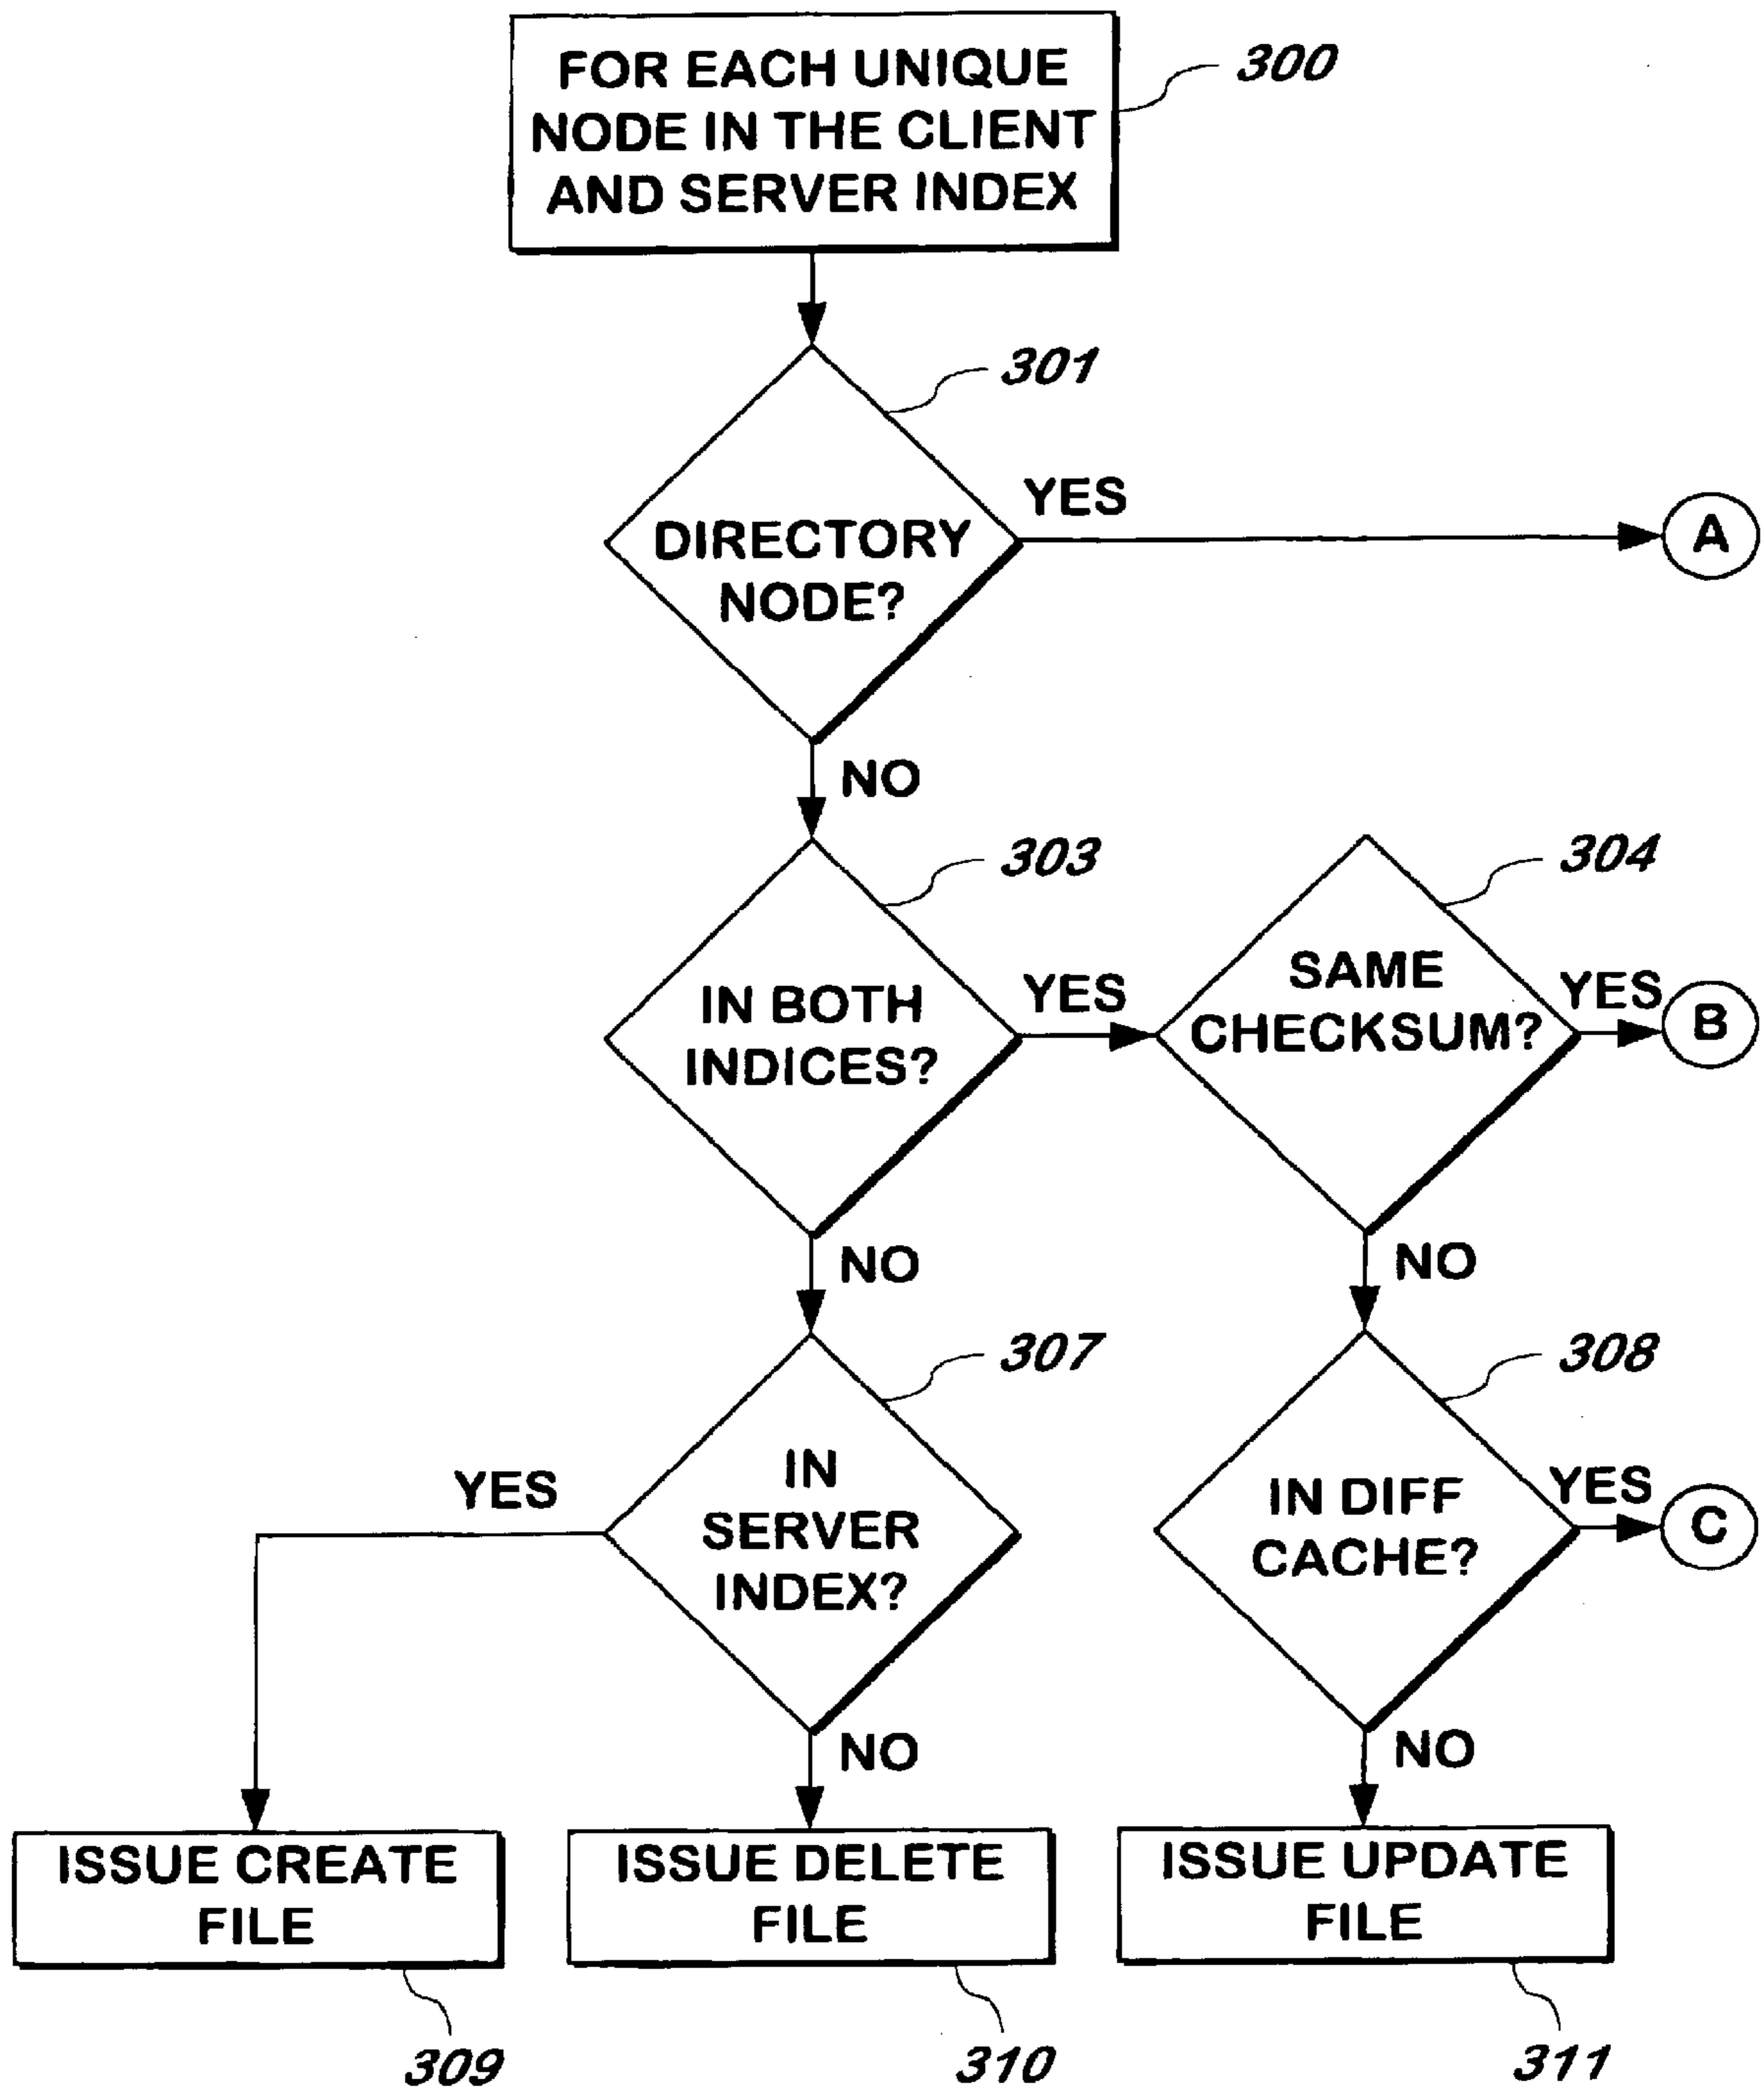 FOR EACH UNIQUE
NODE IN THE CLIENT
AND SERVER INDEX
300
301
DIRECTORY
NODE?
YES
A
NO
303
IN BOTH
INDICES?
YES
304
SAME
CHECKSUM?
YES
B
NO
NO
307
IN
SERVER
INDEX?
YES
308
IN DIFF
CACHE?
YES
C
NO
NO
ISSUE CREATE
FILE
ISSUE DELETE
FILE
ISSUE UPDATE
FILE
309
310
311